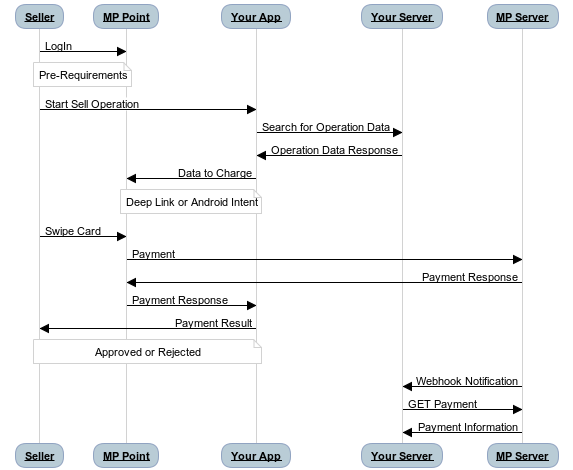 Seller MP Point Your App Your Server MP Server
LogIn
Pre-Requirements
Start Sell Operation
Search for Operation Data
Operation Data Response
Data to Charge
Deep Link or Android Intent
Swipe Card
Payment
Payment Response
Payment Response
Payment Result
Approved or Rejected
Webhook Notification
GET Payment
Payment Information
Seller MP Point Your App Your Server MP Server